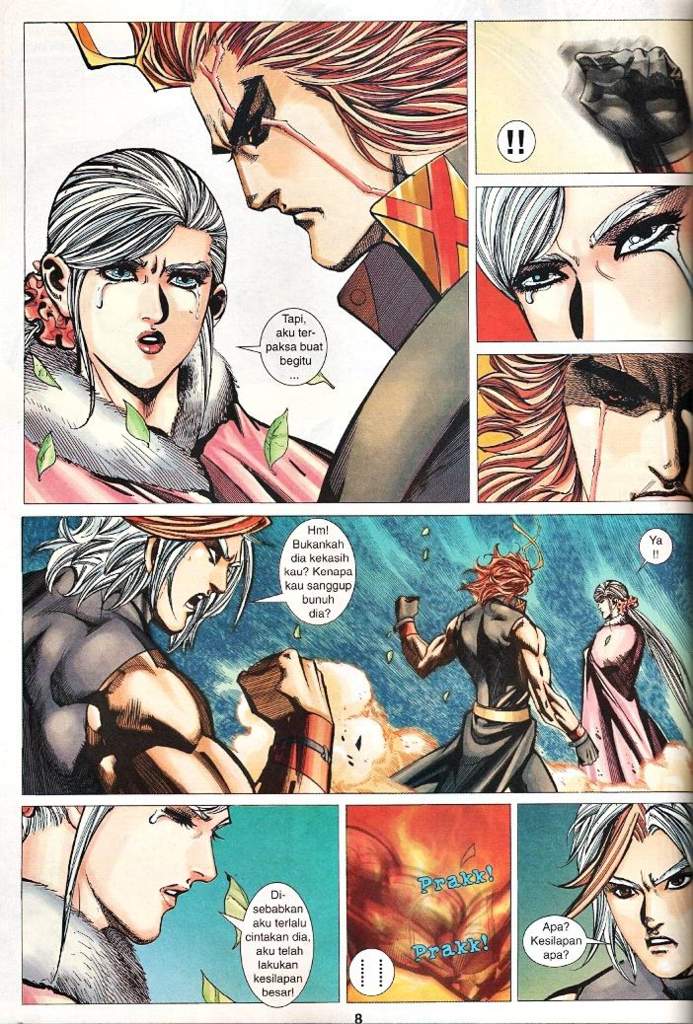 Tapi,
aku ter-
paksa buat
begitu
...
!!
Hm!
Bukankah
dia kekasih
kau? Kenapa
kau sanggup
bunuh
dia?
Ya
!!
Di-
sebabkan
aku terlalu
cintakan dia,
aku telah
lakukan
kesilapan
besar!
Prakk!
Prakk!
Apa?
Kesilapan
apa?
8